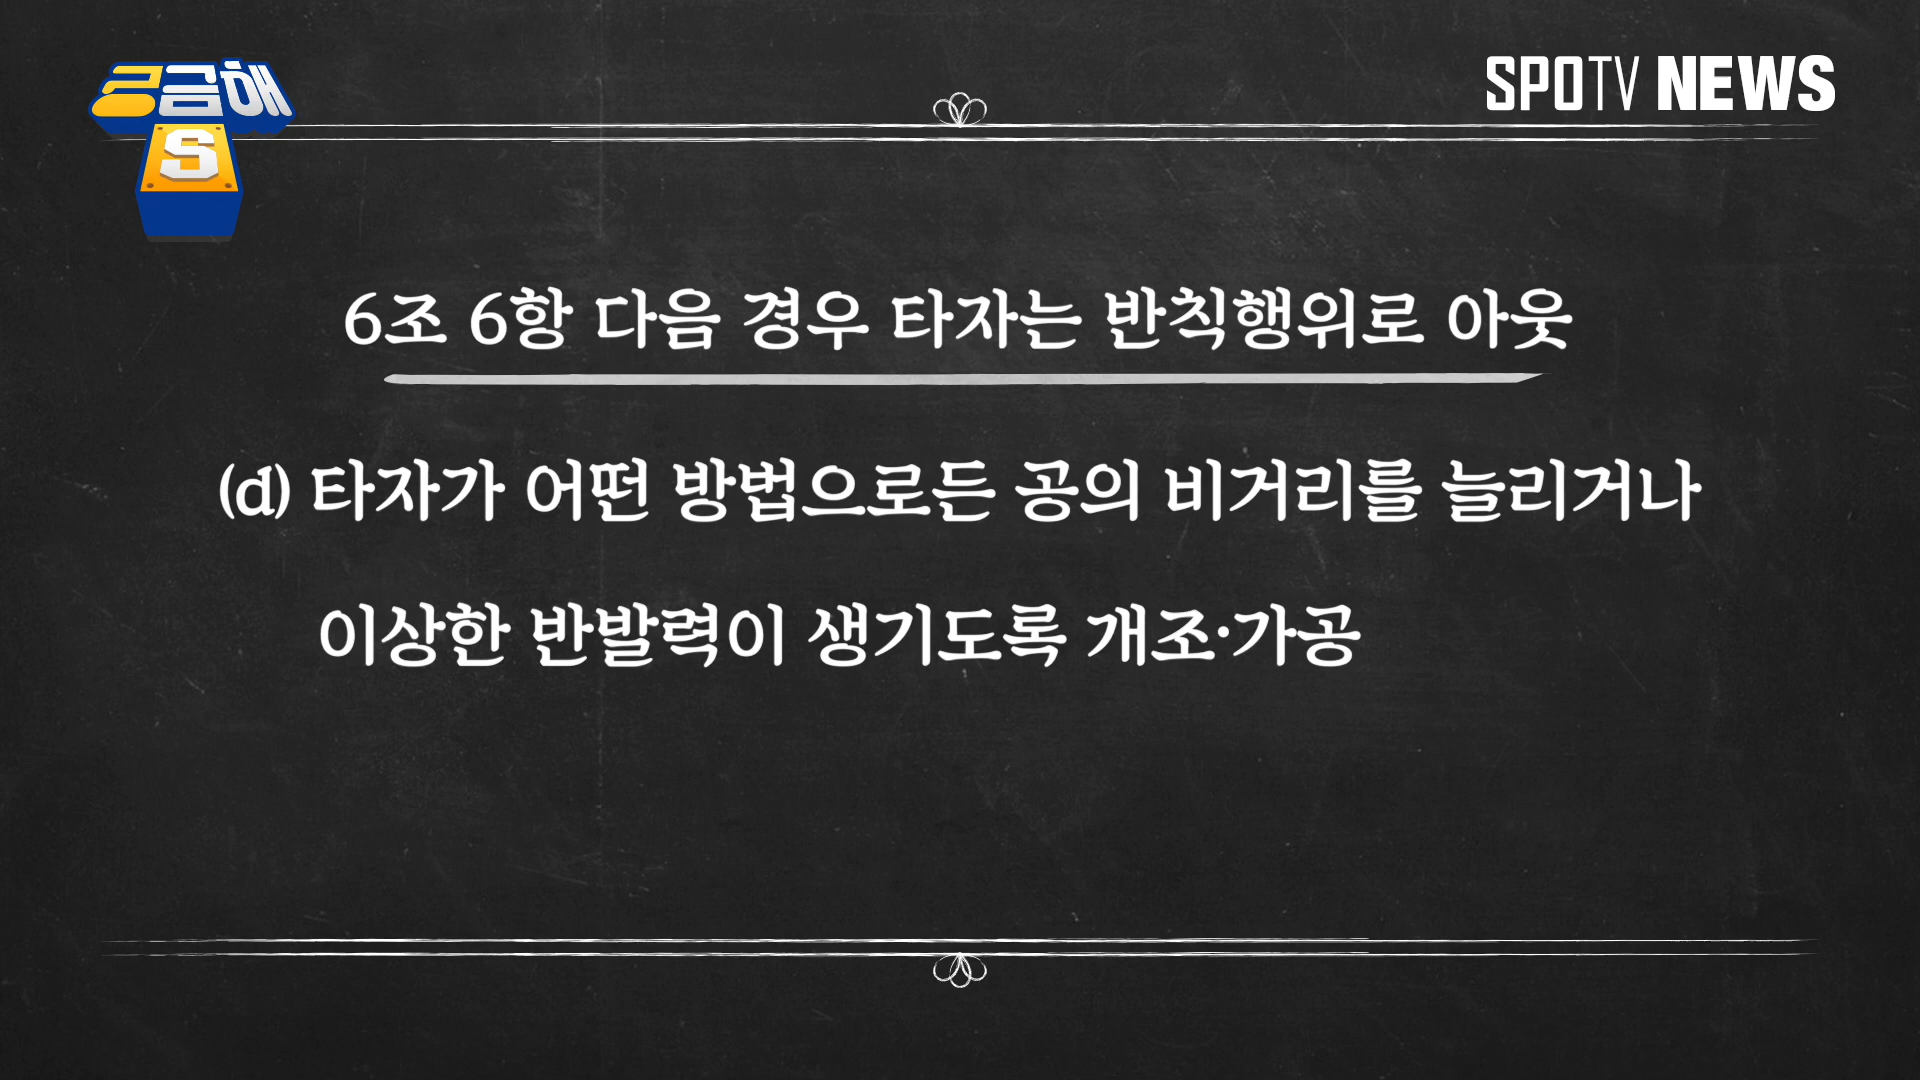 궁금해
S
SPOTV NEWS
6조 6항 다음 경우 타자는 반칙행위로 아웃
(d) 타자가 어떤 방법으로든 공의 비거리를 늘리거나
이상한 반발력이 생기도록 개조·가공